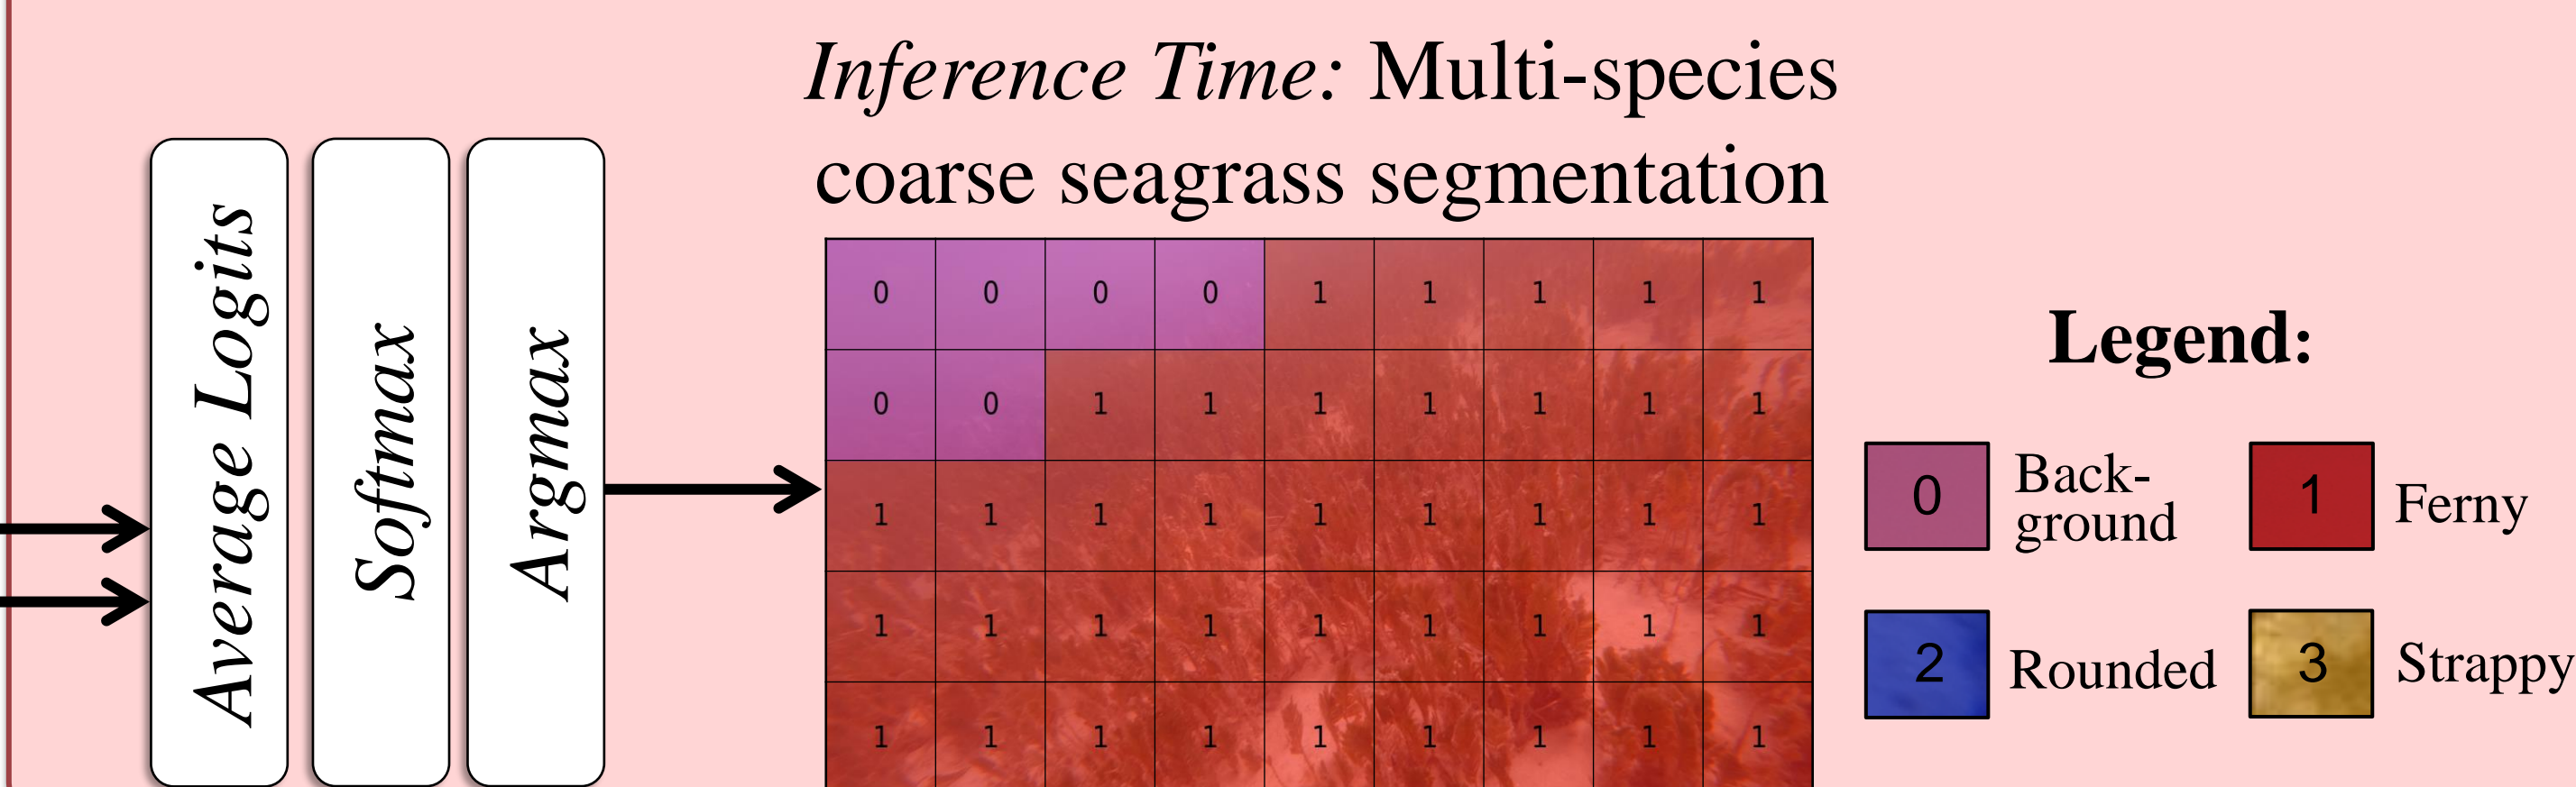 Inference Time: Multi-species
coarse seagrass segmentation
Average Logits
Softmax
Argmax
0 0 0 0 1 1 1 1 1
0 0 1 1 1 1 1 1 1
1 1 1 1 1 1 1 1 1
1 1 1 1 1 1 1 1 1
1 1 1 1 1 1 1 1 1
Legend:
0 Back-
ground
1 Ferny
2 Rounded
3 Strappy